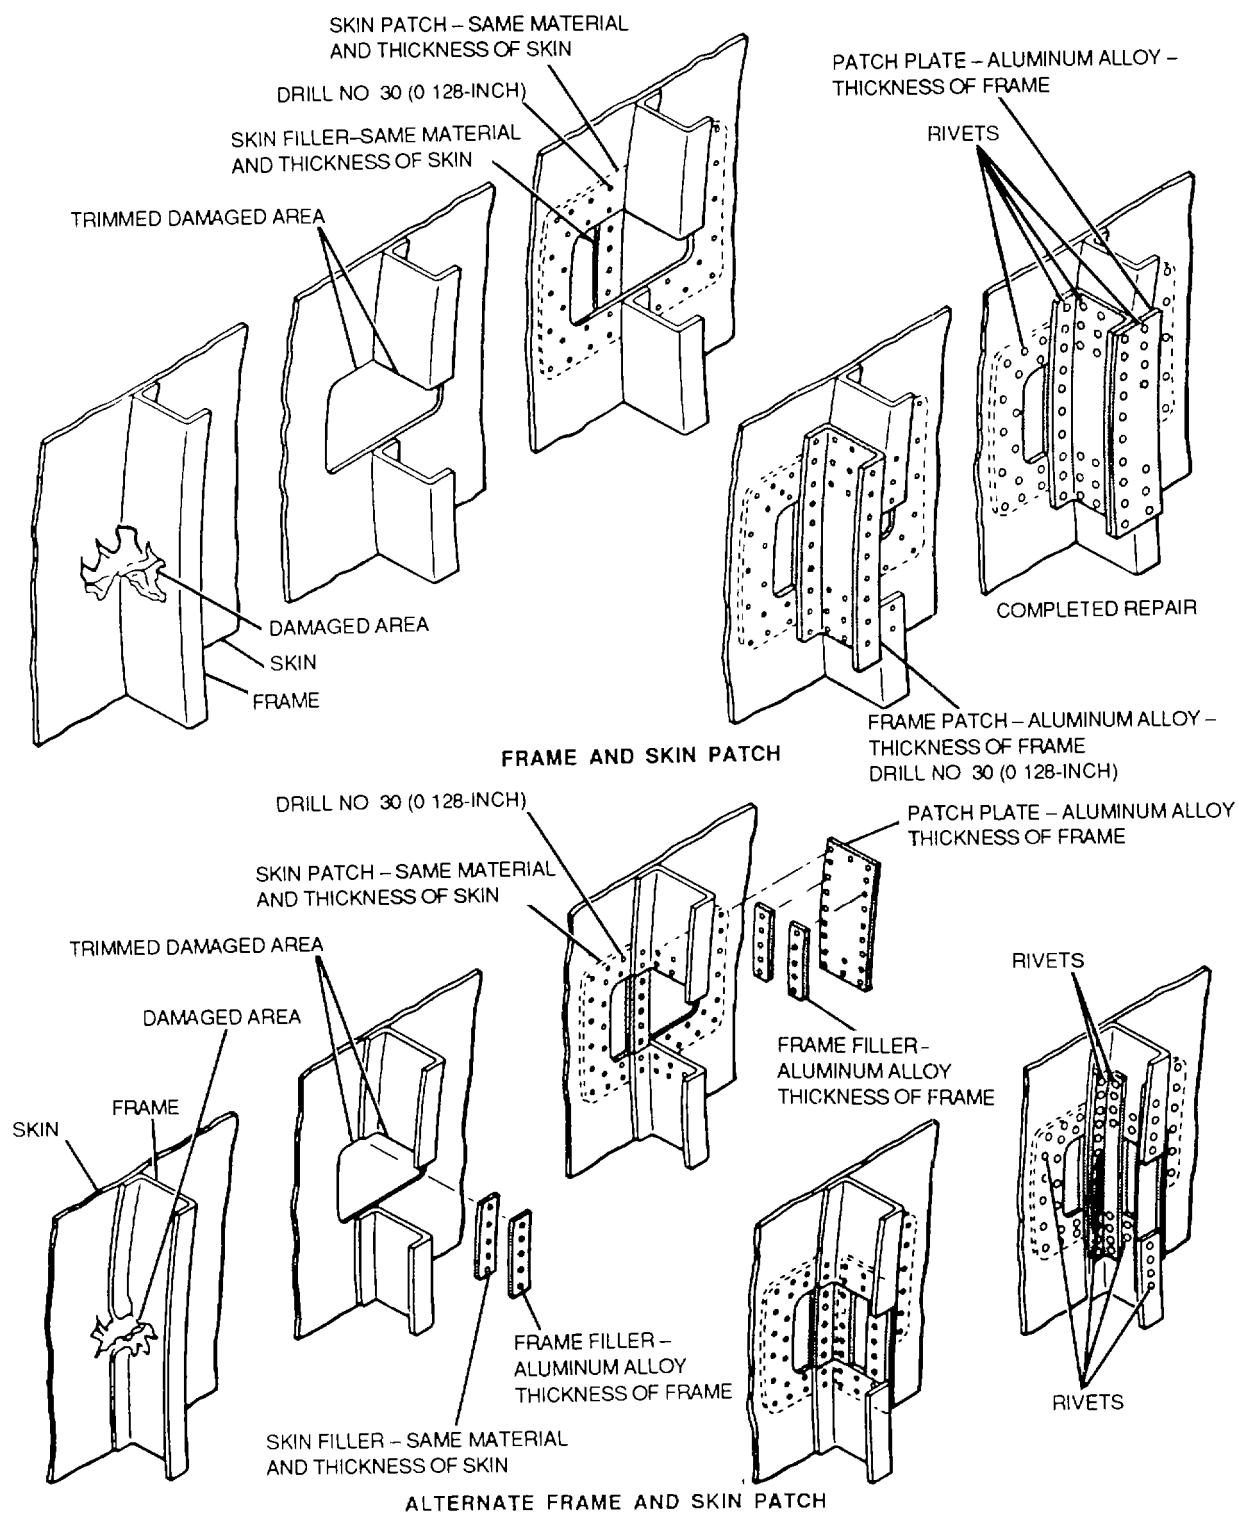 SKIN PATCH – SAME MATERIAL
AND THICKNESS OF SKIN
DRILL NO 30 (0 128-INCH)
SKIN FILLER–SAME MATERIAL
AND THICKNESS OF SKIN
TRIMMED DAMAGED AREA
PATCH PLATE – ALUMINUM ALLOY –
THICKNESS OF FRAME
RIVETS
DAMAGED AREA
SKIN
FRAME
COMPLETED REPAIR
FRAME PATCH – ALUMINUM ALLOY –
THICKNESS OF FRAME
DRILL NO 30 (0 128-INCH)
FRAME AND SKIN PATCH
DRILL NO 30 (0 128-INCH)
PATCH PLATE – ALUMINUM ALLOY
THICKNESS OF FRAME
SKIN PATCH – SAME MATERIAL
AND THICKNESS OF SKIN
TRIMMED DAMAGED AREA
DAMAGED AREA
FRAME
SKIN
RIVETS
FRAME FILLER –
ALUMINUM ALLOY
THICKNESS OF FRAME
FRAME FILLER –
ALUMINUM ALLOY
THICKNESS OF FRAME
RIVETS
SKIN FILLER – SAME MATERIAL
AND THICKNESS OF SKIN
ALTERNATE FRAME AND SKIN PATCH